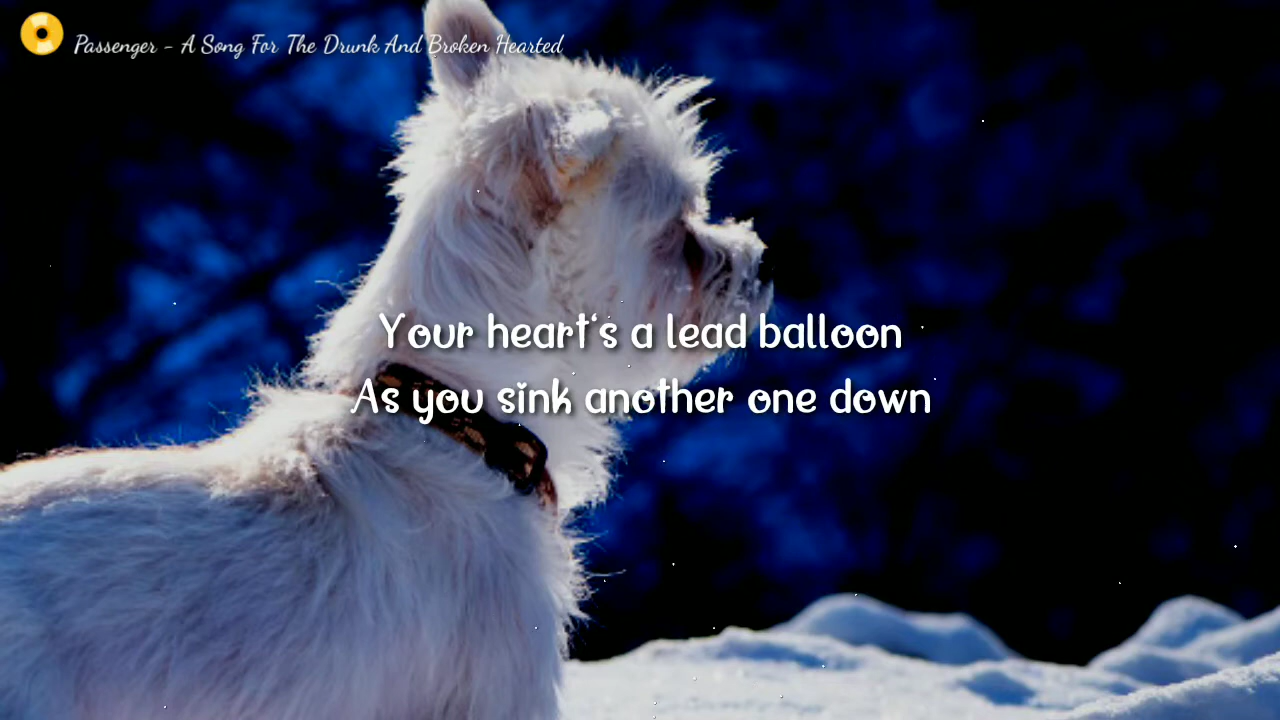 Passenger - A Song For The Drunk And Broken Hearted
Your heart's a lead balloon
As you sink another one down